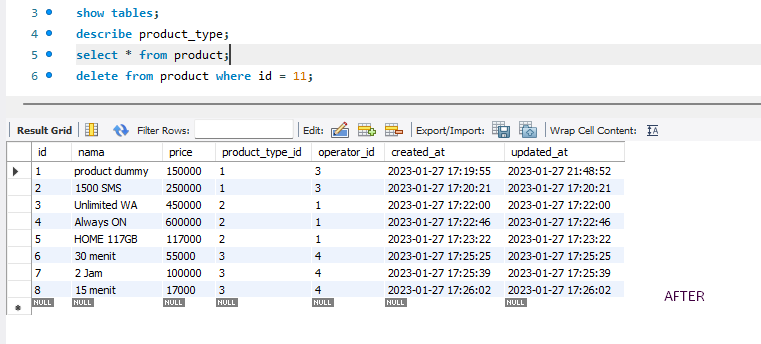 3 show tables;
4 describe product_type;
5 select * from product;
6 delete from product where id = 11;
Result Grid Filter Rows: Edit: Export/Import: Wrap Cell Content: IA
id nama price product_type_id operator_id created_at updated_at
1 product dummy 150000 1 3 2023-01-27 17:19:55 2023-01-27 21:48:52
2 1500 SMS 250000 1 3 2023-01-27 17:20:21 2023-01-27 17:20:21
3 Unlimited WA 450000 2 1 2023-01-27 17:22:00 2023-01-27 17:22:00
4 Always ON 600000 2 1 2023-01-27 17:22:46 2023-01-27 17:22:46
5 HOME 117GB 117000 2 1 2023-01-27 17:23:22 2023-01-27 17:23:22
6 30 menit 55000 3 4 2023-01-27 17:25:25 2023-01-27 17:25:25
7 2 Jam 100000 3 4 2023-01-27 17:25:39 2023-01-27 17:25:39
8 15 menit 17000 3 4 2023-01-27 17:26:02 2023-01-27 17:26:02
NULL NULL NULL NULL NULL NULL NULL
AFTER